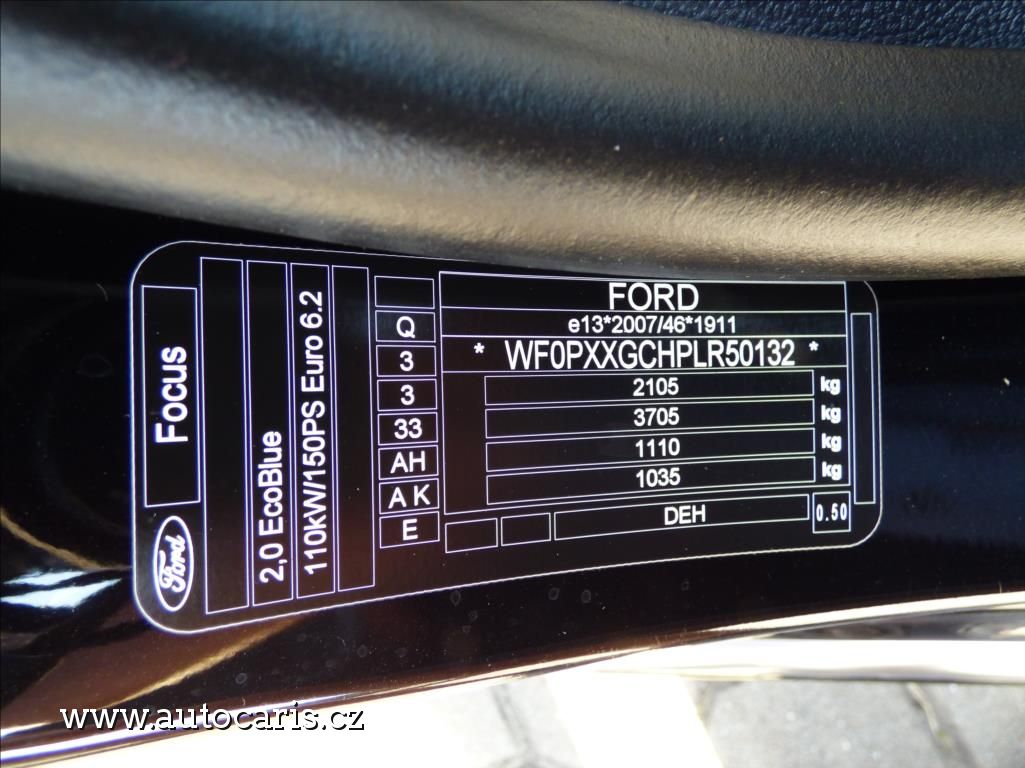 Focus
Ford
2,0 EcoBlue
110kW/150PS Euro 6.2
Q
3
3
33
AH
A K
E
FORD
e13*2007/46*1911
* WF0PXXGCHPLR50132 *
2105 kg
3705 kg
1110 kg
1035 kg
DEH
0.50
www.autocaris.cz